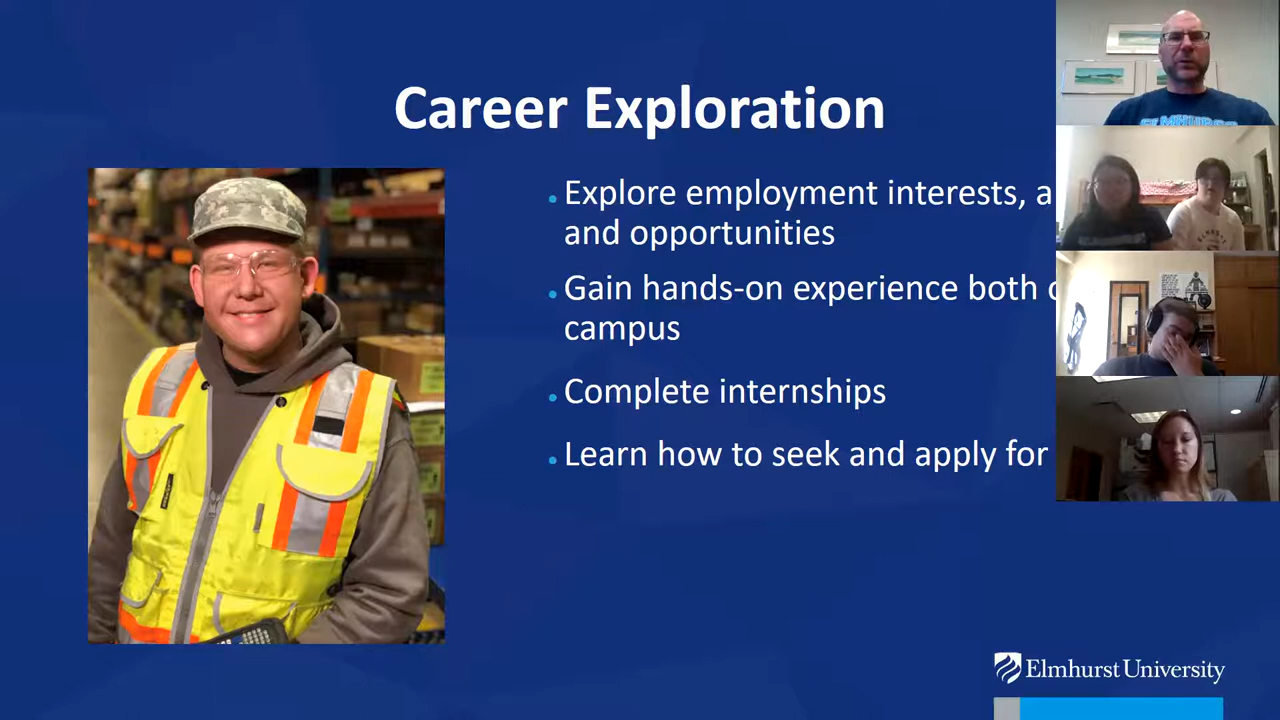 Career Exploration
Explore employment interests, a
and opportunities
Gain hands-on experience both
campus
Complete internships
Learn how to seek and apply for
Elmhurst University